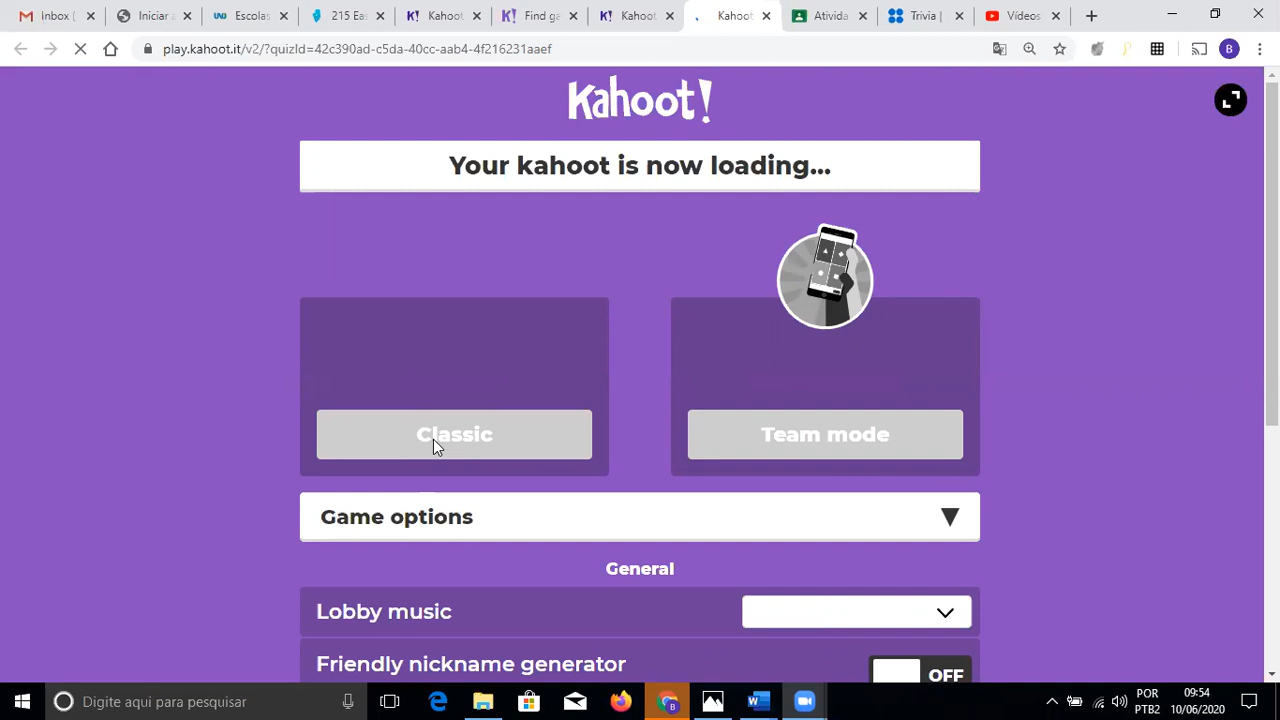 Inbox (
Iniciar a
Escolas
215 Ea
Kahoot
Find ga
Kahoot
Kahoot
Ativida
Trivia |
Vídeos
play.kahoot.it/v2/?quizId=42c390ad-c5da-40cc-aab4-4f216231aaef
B
Kahoot!
Your kahoot is now loading...
Classic
Team mode
Game options
General
Lobby music
Friendly nickname generator
OFF
Digite aqui para pesquisar
POR
PTB2
09:54
10/06/2020